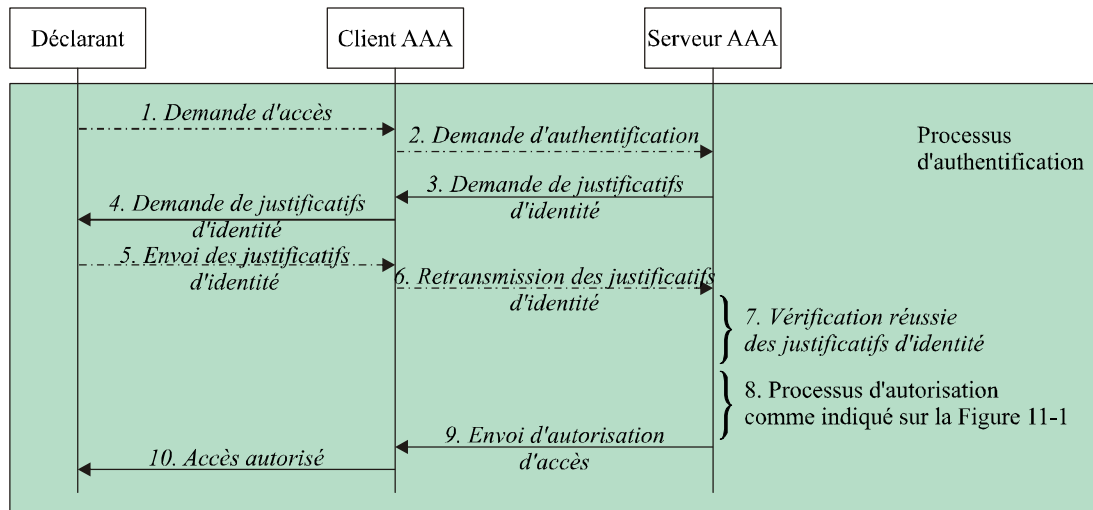 Déclarant
Client AAA
Serveur AAA
1. Demande d'accès
2. Demande d'authentification
Processus
d'authentification
3. Demande de justificatifs
d'identité
4. Demande de justificatifs
d'identité
5. Envoi des justificatifs
d'identité
6. Retransmission des justificatifs
d'identité
7. Vérification réussie
des justificatifs d'identité
8. Processus d'autorisation
comme indiqué sur la Figure 11-1
9. Envoi d'autorisation
d'accès
10. Accès autorisé